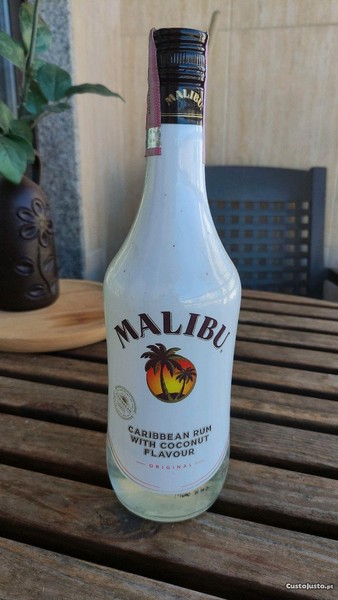 MALIBU
MALIBU
CARIBBEAN RUM
WITH COCONUT
FLAVOUR
ORIGINAL
CustoJusto.pt